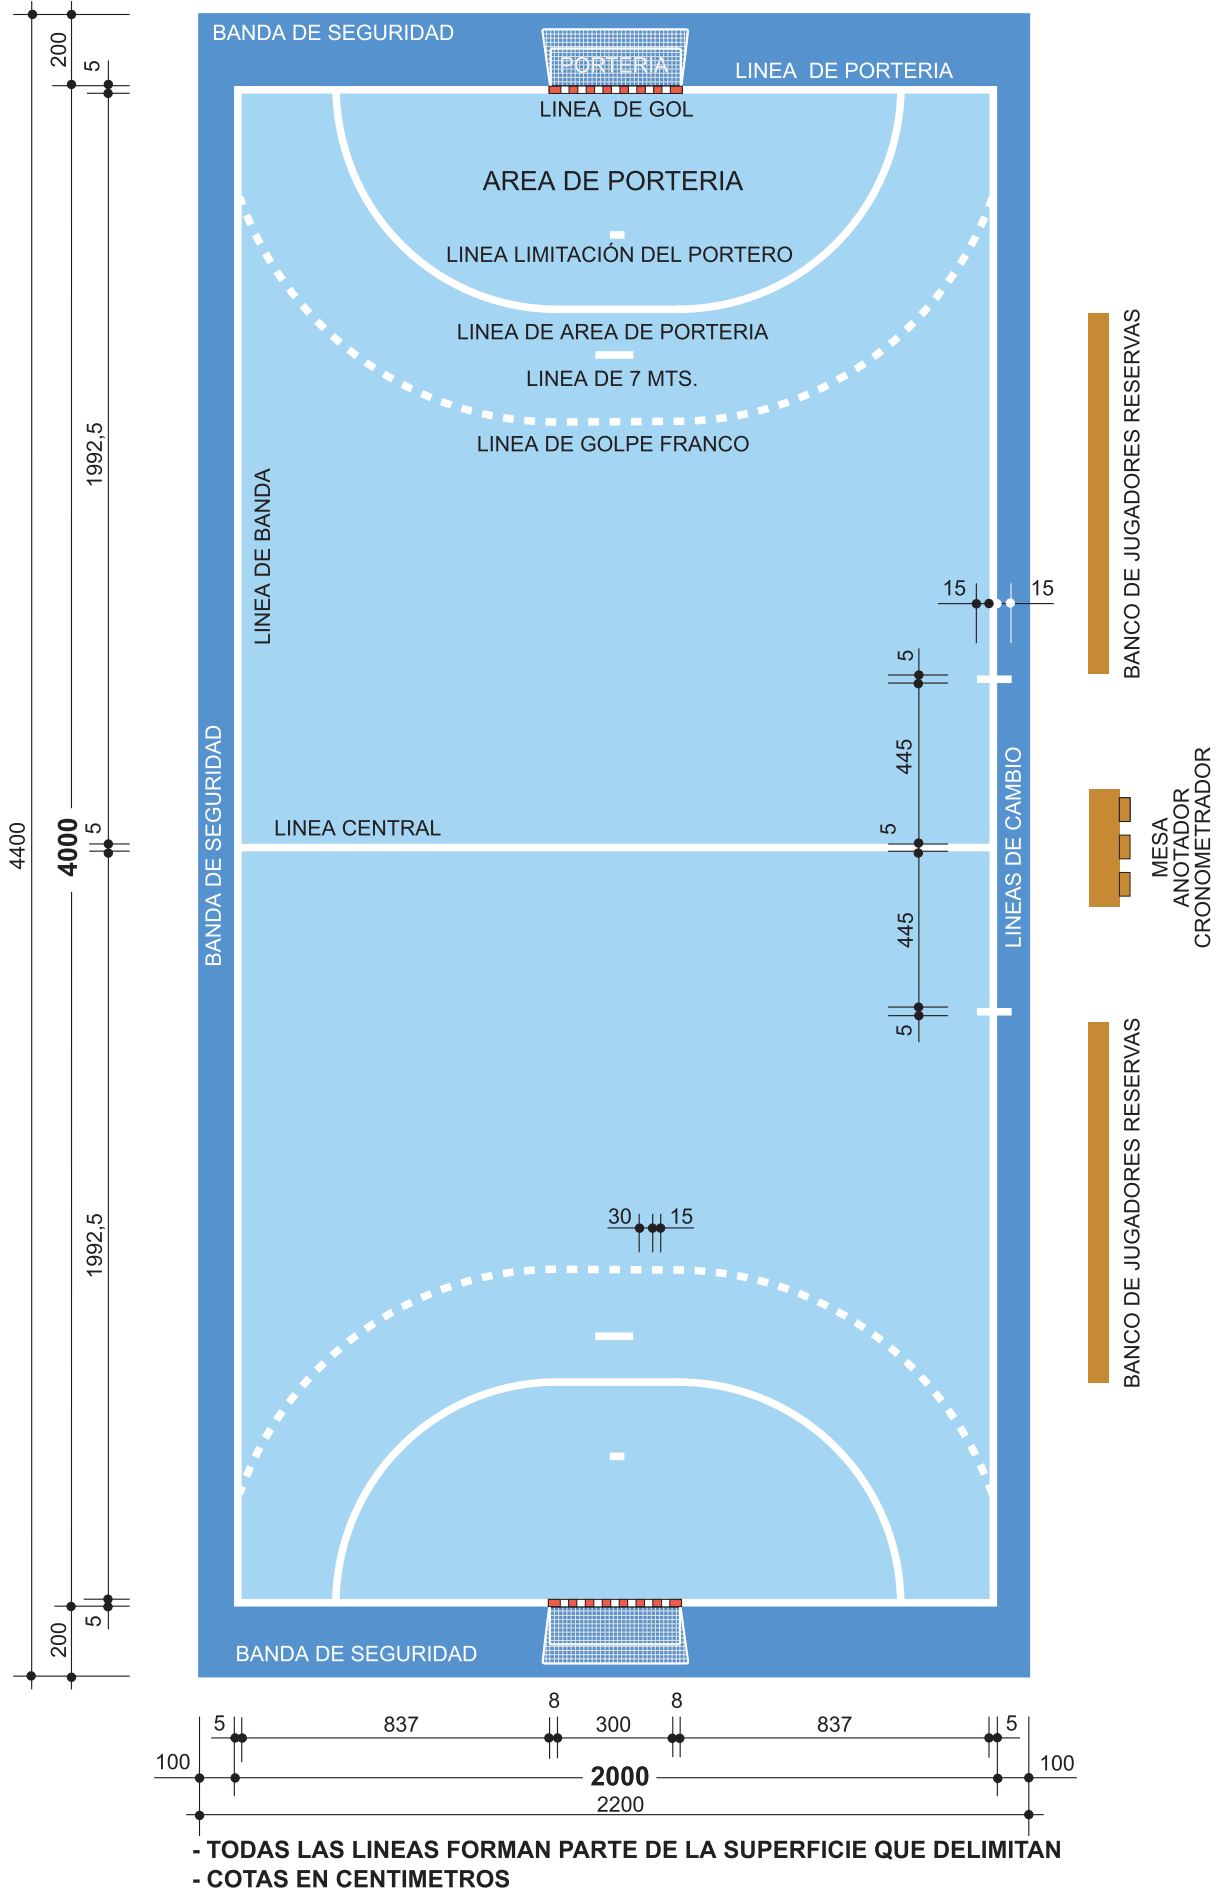 BANDA DE SEGURIDAD
PORTERIA
LINEA DE PORTERIA
LINEA DE GOL
AREA DE PORTERIA
LINEA LIMITACIÓN DEL PORTERO
LINEA DE AREA DE PORTERIA
LINEA DE 7 MTS.
LINEA DE GOLPE FRANCO
LINEA DE BANDA
BANDA DE SEGURIDAD
LINEA CENTRAL
LINEAS DE CAMBIO
BANCO DE JUGADORES RESERVAS
MESA
ANOTADOR
CRONOMETRADOR
BANCO DE JUGADORES RESERVAS
200
5
1992,5
4400
4000
5
1992,5
200
5
15
15
5
445
5
445
5
30
15
BANDA DE SEGURIDAD
8
8
5
837
300
837
5
100
2000
100
2200
- TODAS LAS LINEAS FORMAN PARTE DE LA SUPERFICIE QUE DELIMITAN
- COTAS EN CENTIMETROS